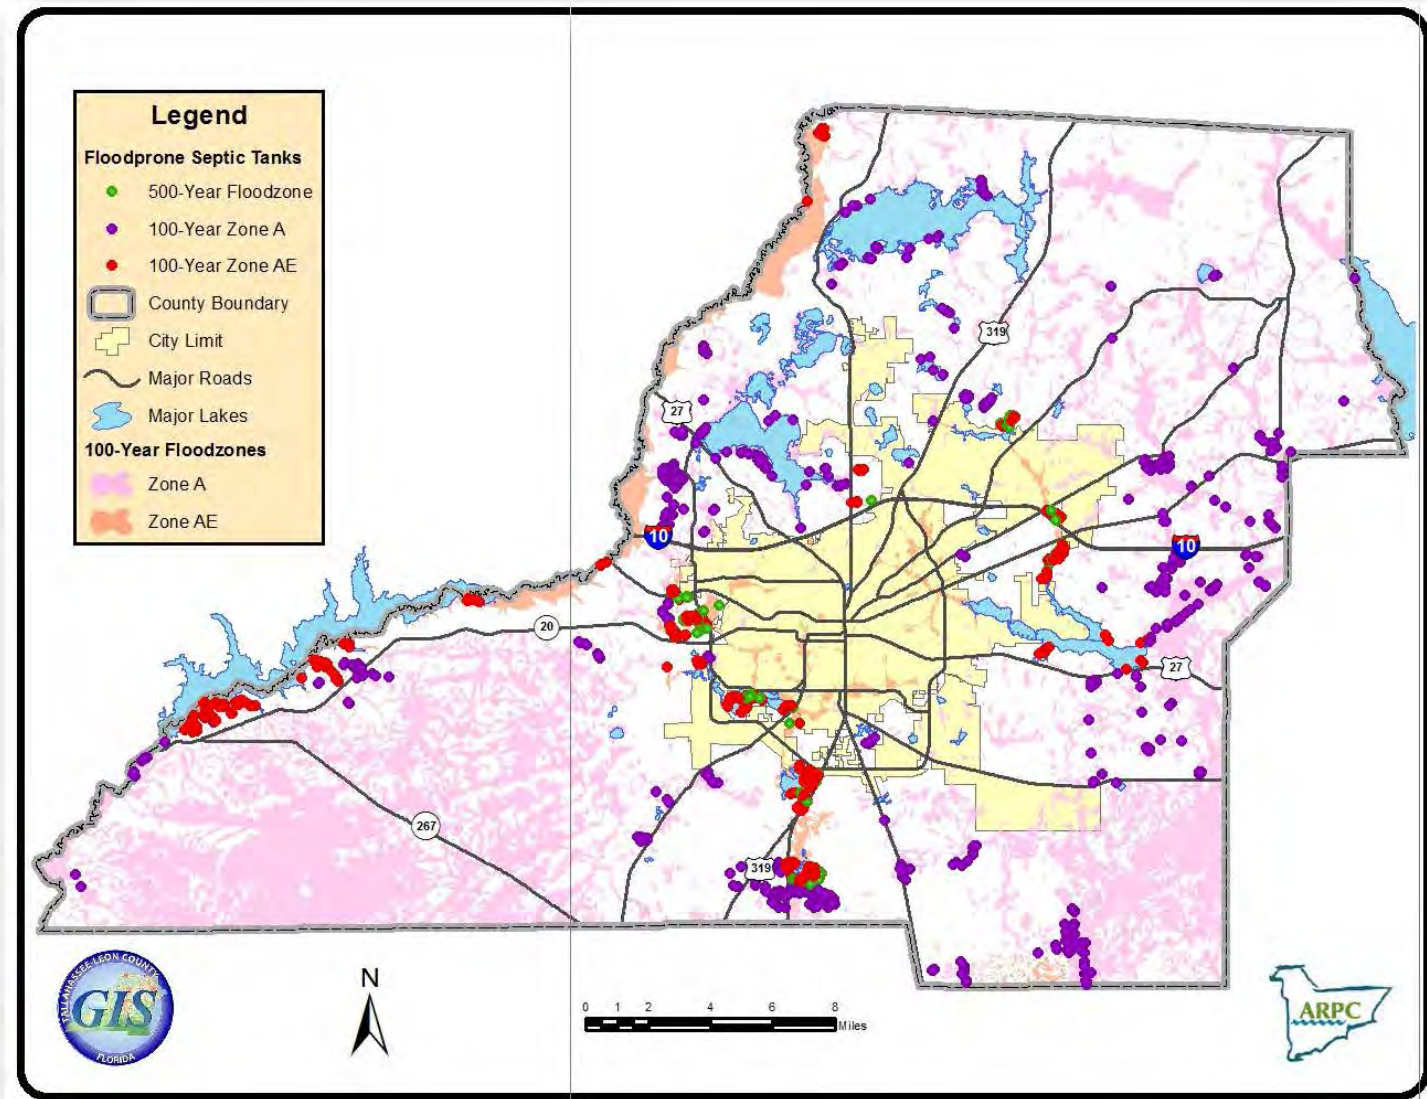 Legend
Floodprone Septic Tanks
500-Year Floodzone
100-Year Zone A
100-Year Zone AE
County Boundary
City Limit
Major Roads
Major Lakes
100-Year Floodzones
Zone A
Zone AE
319
27
10
10
20
27
267
319
TALLAHASSEE-LEON COUNTY
GIS
FLORIDA
N
0 1 2 4 6 8
Miles
ARPC